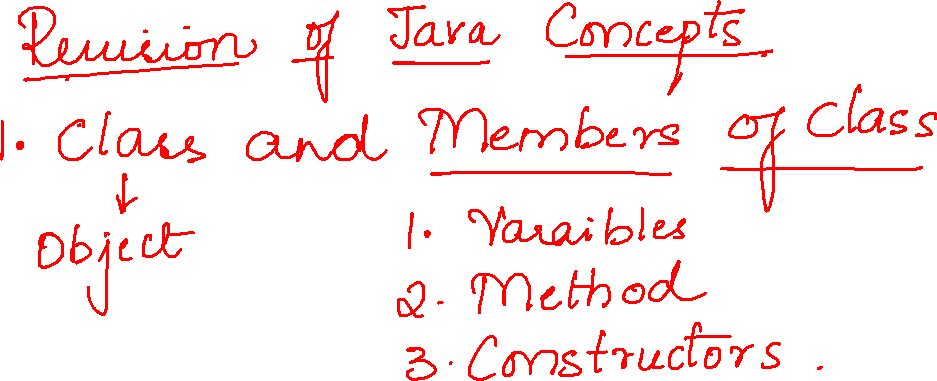 Revision of Java Concepts
1. Class and Members of Class
Object
1. Varaibles
2. Method
3. Constructors.